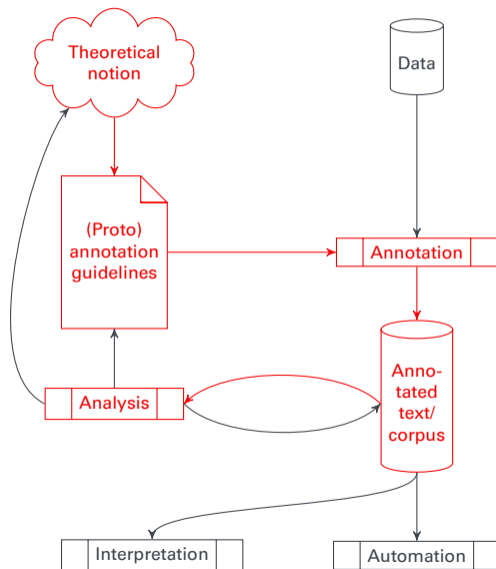 Theoretical
notion
Data
(Proto)
annotation
guidelines
Annotation
Anno-
tated
text/
corpus
Analysis
Interpretation
Automation